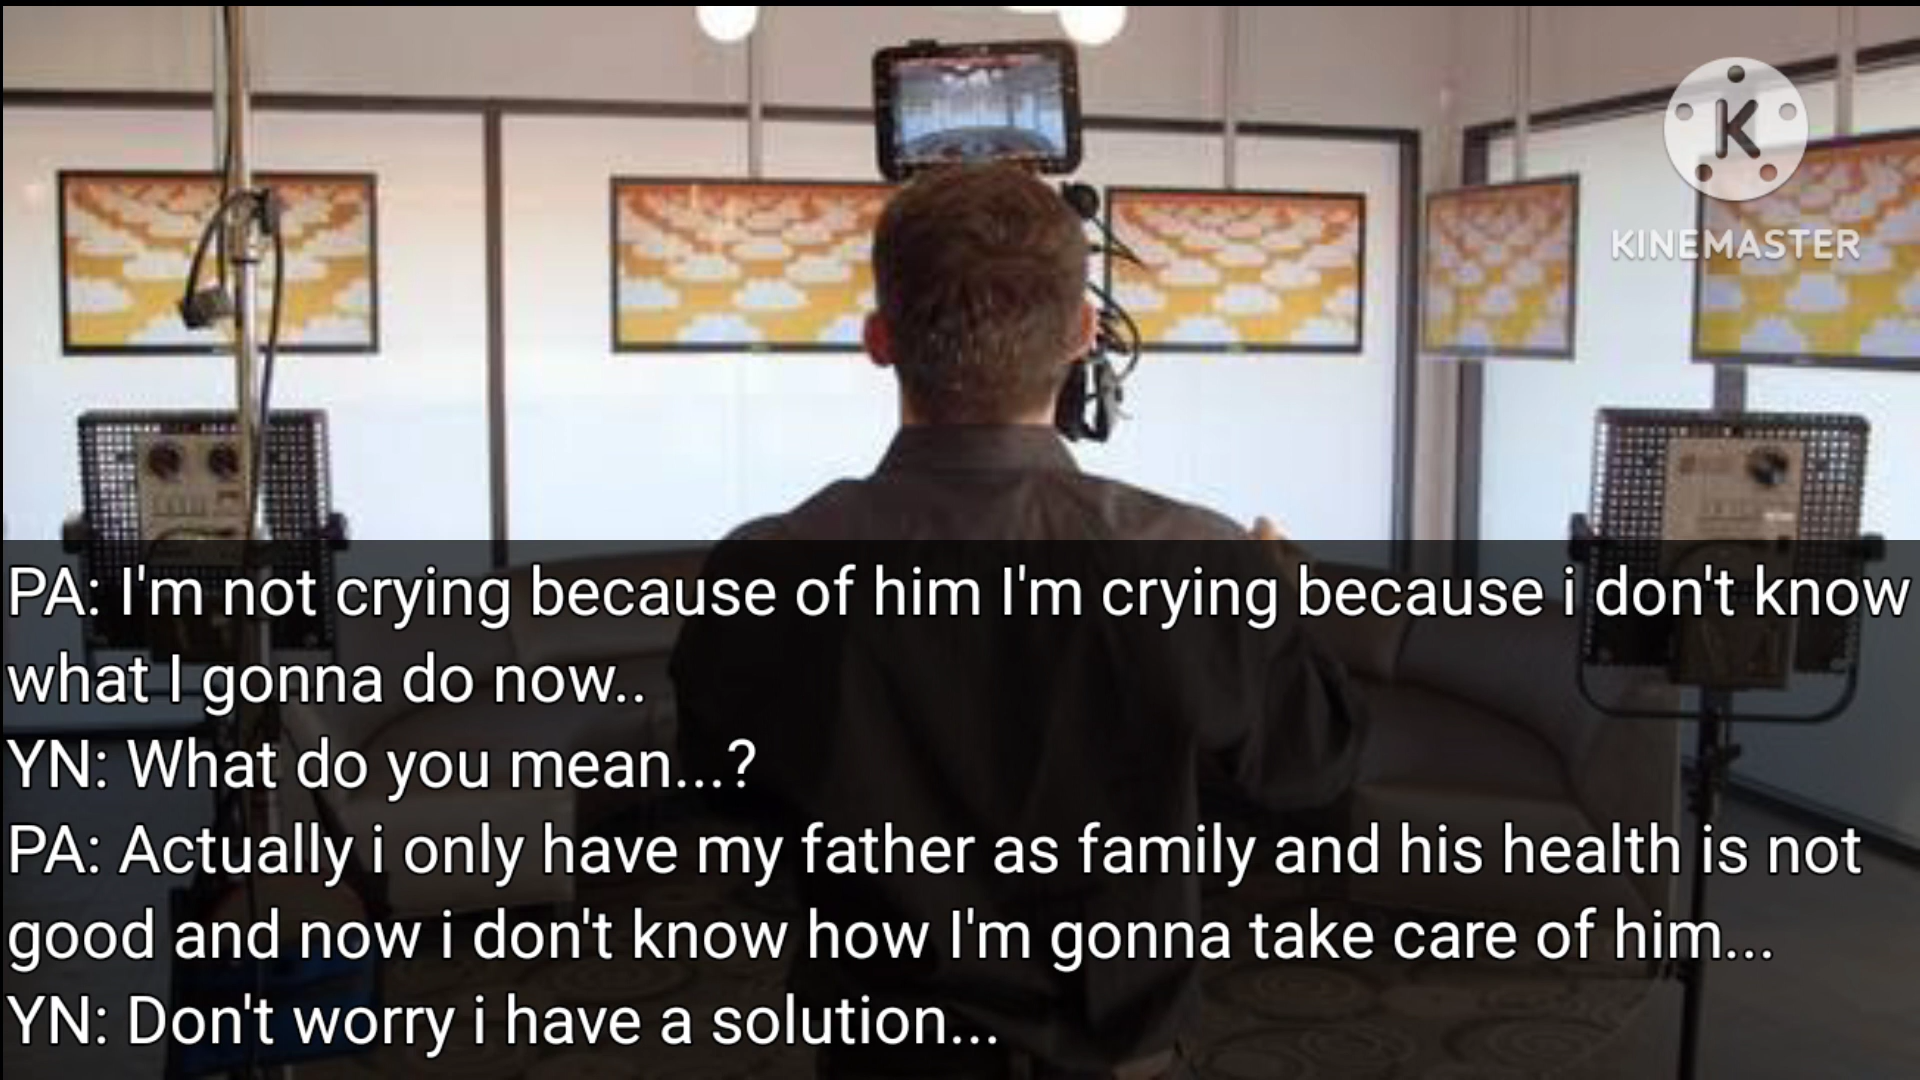 KINEMASTER
PA: I'm not crying because of him I'm crying because i don't know
what I gonna do now..
YN: What do you mean...?
PA: Actually i only have my father as family and his health is not
good and now i don't know how I'm gonna take care of him...
YN: Don't worry i have a solution...